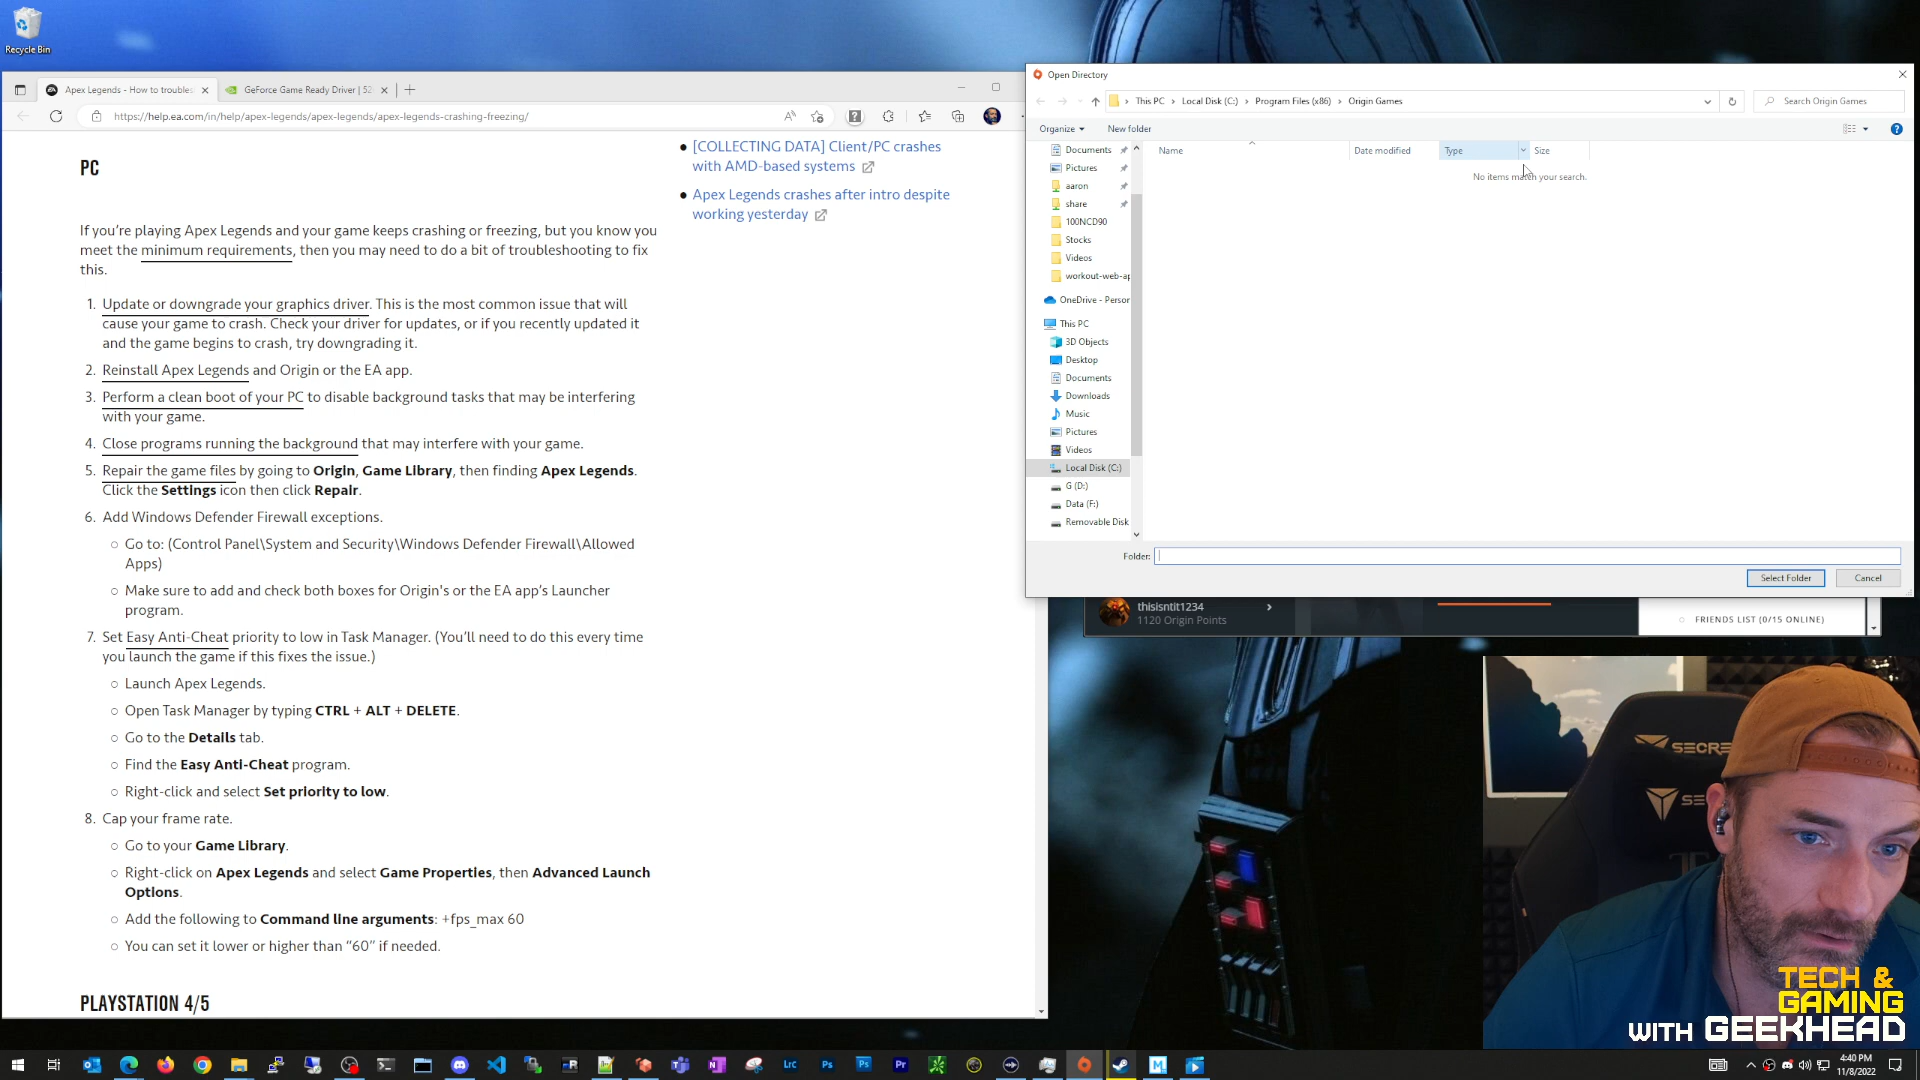 Recycle Bin
Apex Legends - How to troubles
GeForce Game Ready Driver | 52
https://help.ea.com/in/help/apex-legends/apex-legends/apex-legends-crashing-freezing/
PC
If you're playing Apex Legends and your game keeps crashing or freezing, but you know you
meet the minimum requirements, then you may need to do a bit of troubleshooting to fix
this.
1. Update or downgrade your graphics driver. This is the most common issue that will
cause your game to crash. Check your driver for updates, or if you recently updated it
and the game begins to crash, try downgrading it.
2. Reinstall Apex Legends and Origin or the EA app.
3. Perform a clean boot of your PC to disable background tasks that may be interfering
with your game.
4. Close programs running the background that may interfere with your game.
5. Repair the game files by going to Origin, Game Library, then finding Apex Legends.
Click the Settings icon then click Repair.
6. Add Windows Defender Firewall exceptions.
Go to: (Control Panel\System and Security\Windows Defender Firewall\Allowed
Apps)
Make sure to add and check both boxes for Origin's or the EA app's Launcher
program.
7. Set Easy Anti-Cheat priority to low in Task Manager. (You'll need to do this every time
you launch the game if this fixes the issue.)
Launch Apex Legends.
Open Task Manager by typing CTRL + ALT + DELETE.
Go to the Details tab.
Find the Easy Anti-Cheat program.
Right-click and select Set priority to low.
8. Cap your frame rate.
Go to your Game Library.
Right-click on Apex Legends and select Game Properties, then Advanced Launch
Options.
Add the following to Command line arguments: +fps_max 60
You can set it lower or higher than "60" if needed.
PLAYSTATION 4/5
[COLLECTING DATA] Client/PC crashes
with AMD-based systems
Apex Legends crashes after intro despite
working yesterday
Open Directory
This PC > Local Disk (C:) > Program Files (x86) > Origin Games
Search Origin Games
Organize
New folder
Name
Date modified
Type
Size
No items match your search.
Documents
Pictures
aaron
share
100NCD90
Stocks
Videos
workout-web-ap
OneDrive - Person
This PC
3D Objects
Desktop
Documents
Downloads
Music
Pictures
Videos
Local Disk (C:)
G (D:)
Data (F:)
Removable Disk
Folder:
Select Folder
Cancel
thisisntit1234
1120 Origin Points
FRIENDS LIST (0/15 ONLINE)
SECRE
SE
TECH &
GAMING
WITH GEEKHEAD
Lrc
Ps
Ps
Pr
M
4:40 PM
11/8/2022